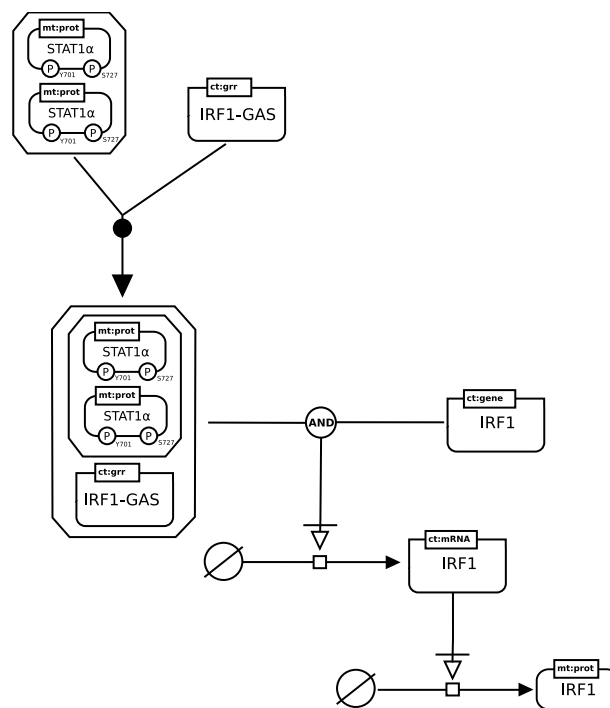 mt:prot
STAT1α
P P
Y701 S727
mt:prot
STAT1α
P P
Y701 S727
ct:grr
IRF1-GAS
mt:prot
STAT1α
P P
Y701 S727
mt:prot
STAT1α
P P
Y701 S727
ct:grr
IRF1-GAS
AND
ct:gene
IRF1
ct:mRNA
IRF1
mt:prot
IRF1